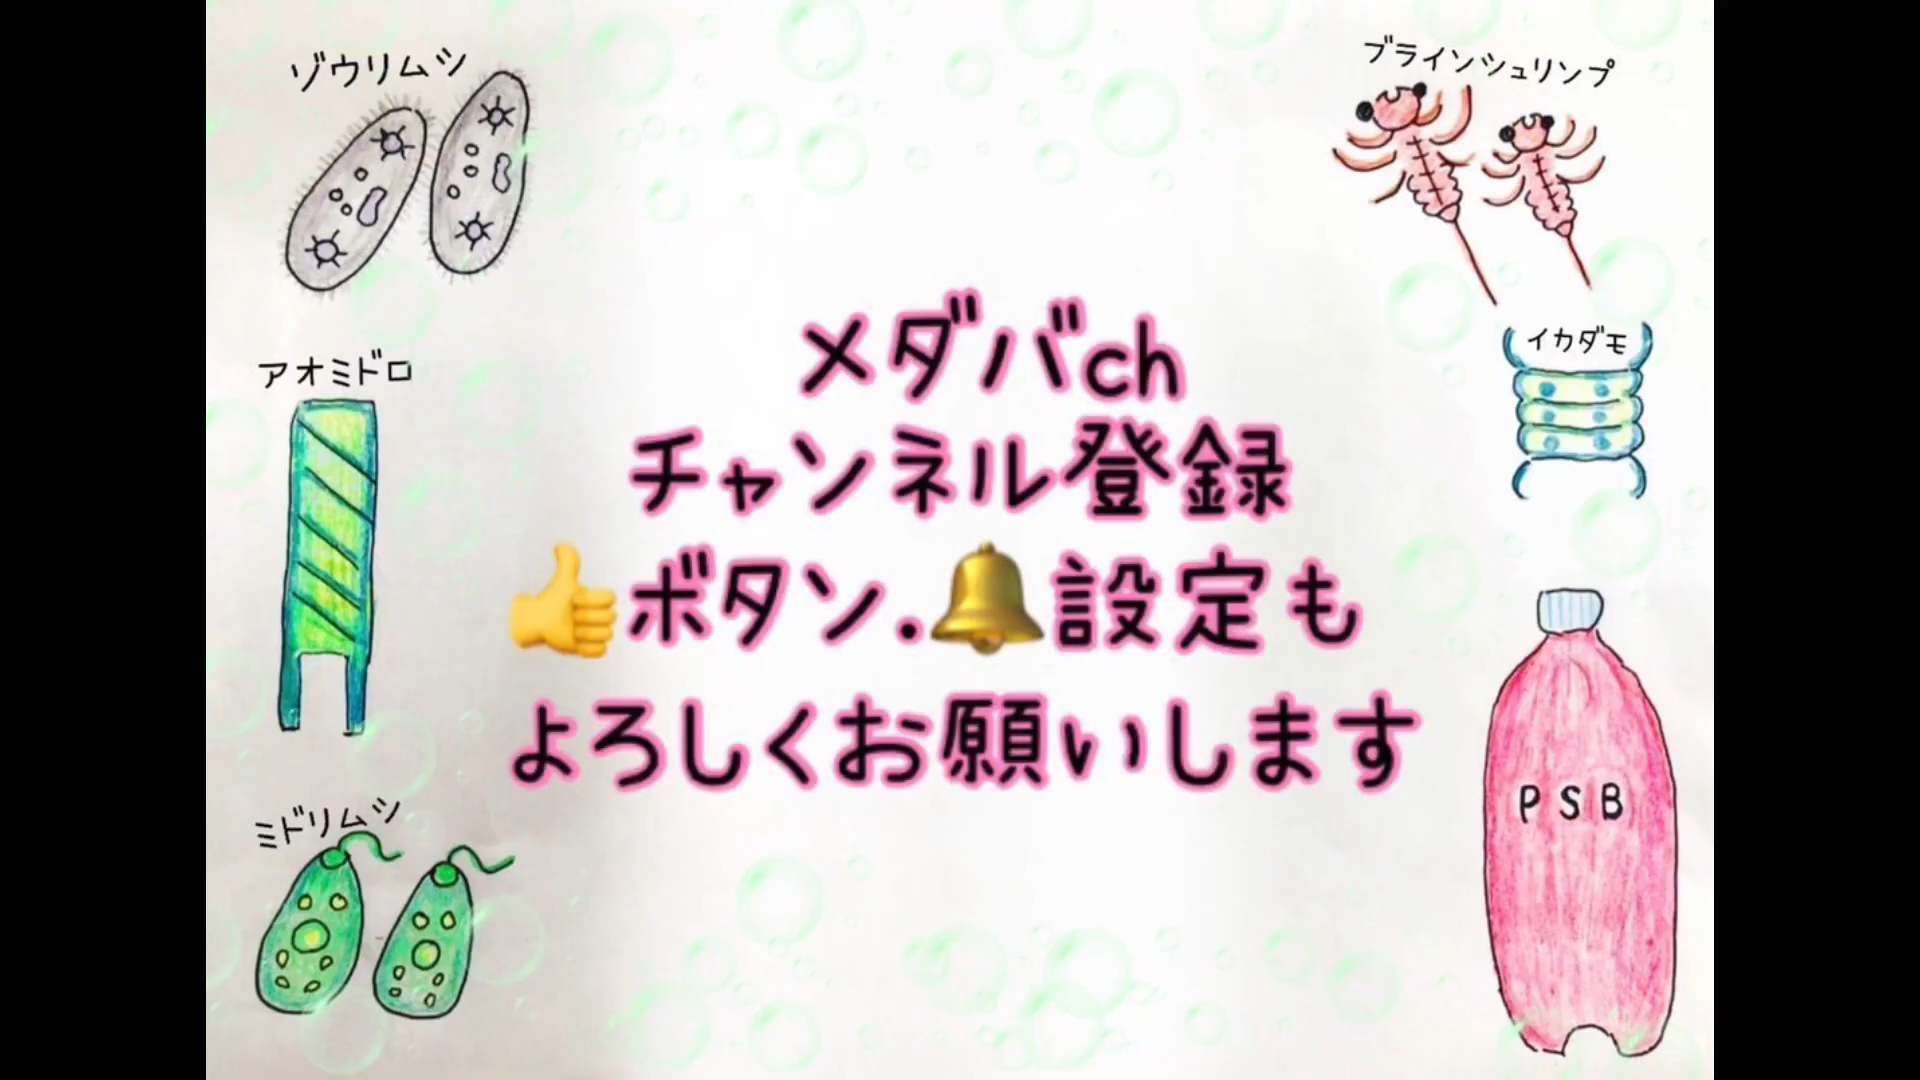 ゾウリムシ
ブラインシュリンプ
アオミドロ
イカダモ
メダバch
チャンネル登録
👍ボタン.🔔設定も
よろしくお願いします
ミドリムシ
PSB